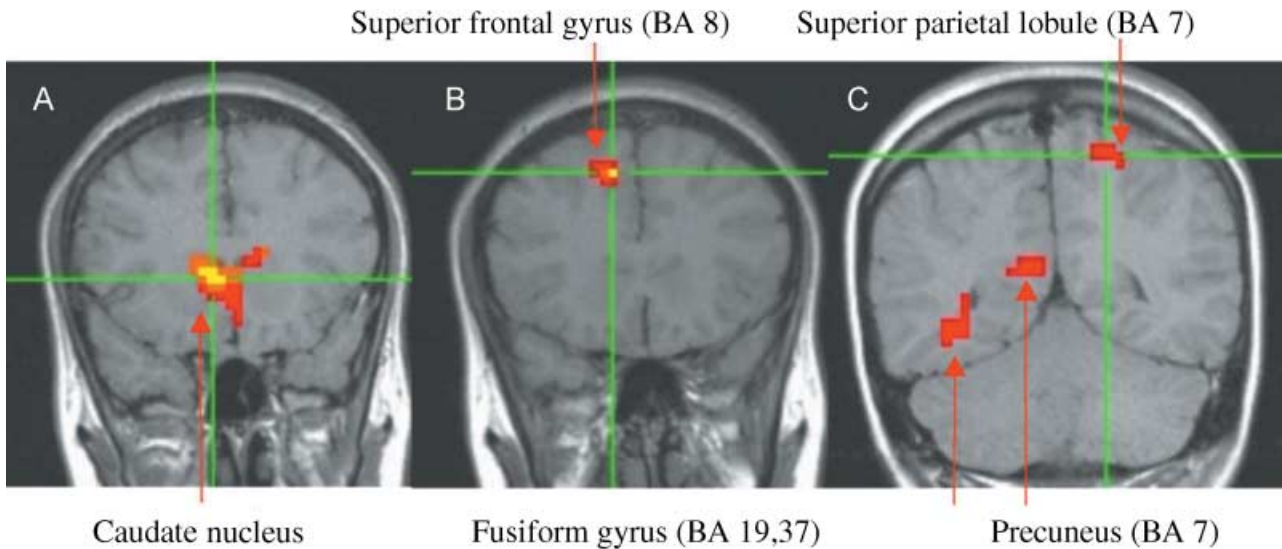 Superior frontal gyrus (BA 8) Superior parietal lobule (BA 7)
A B C
Caudate nucleus Fusiform gyrus (BA 19,37) Precuneus (BA 7)